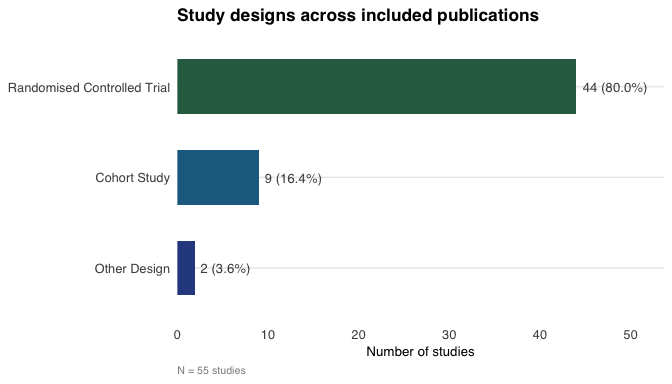 Study designs across included publications
Randomised Controlled Trial
44 (80.0%)
Cohort Study
9 (16.4%)
Other Design
2 (3.6%)
0 10 20 30 40 50
Number of studies
N = 55 studies